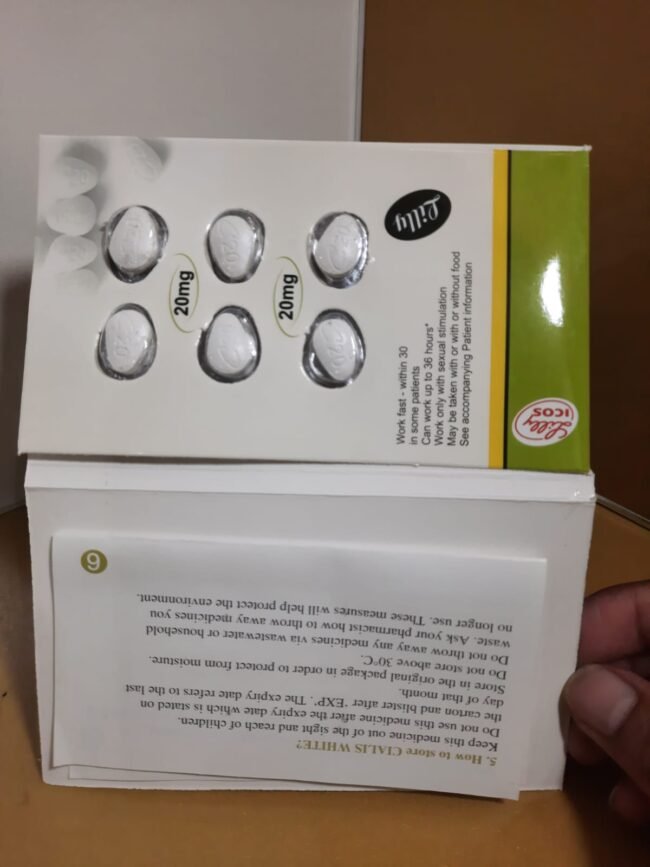 Lilly
20mg
20mg
Work fast - within 30
in some patients
Can work up to 36 hours*
Work only with sexual stimulation
May be taken with or with or without food
See accompanying Patient information
Lilly
ICOS
5. How to store CIALIS WHITE?
Keep this medicine out of the sight and reach of children.
Do not use this medicine after the expiry date which is stated on
the carton and blister after 'EXP'. The expiry date refers to the last
day of that month.
Store in the original package in order to protect from moisture.
Do not store above 30°C.
Do not throw away any medicines via wastewater or household
waste. Ask your pharmacist how to throw away medicines you
no longer use. These measures will help protect the environment.
9